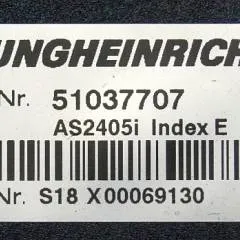 UNGHEINRICH
Nr. 51037707
AS2405i Index E
Nr. S18 X00069130